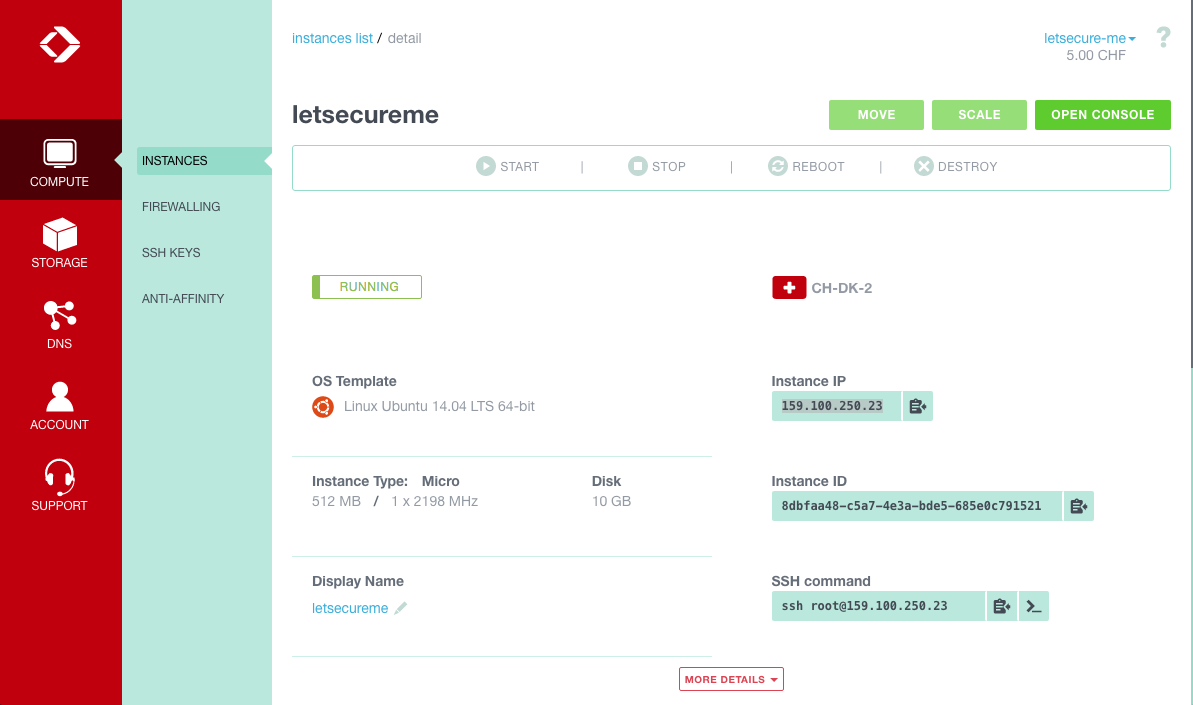 instances list / detail
letsecure-me
?
5.00 CHF
letsecureme
MOVE
SCALE
OPEN CONSOLE
START | STOP | REBOOT | DESTROY
COMPUTE
STORAGE
DNS
ACCOUNT
SUPPORT
INSTANCES
FIREWALLING
SSH KEYS
ANTI-AFFINITY
RUNNING
CH-DK-2
OS Template
Linux Ubuntu 14.04 LTS 64-bit
Instance IP
159.100.250.23
Instance Type: Micro
512 MB / 1 x 2198 MHz
Disk
10 GB
Instance ID
8dbfaa48-c5a7-4e3a-bde5-685e0c791521
Display Name
letsecureme
SSH command
ssh root@159.100.250.23
MORE DETAILS